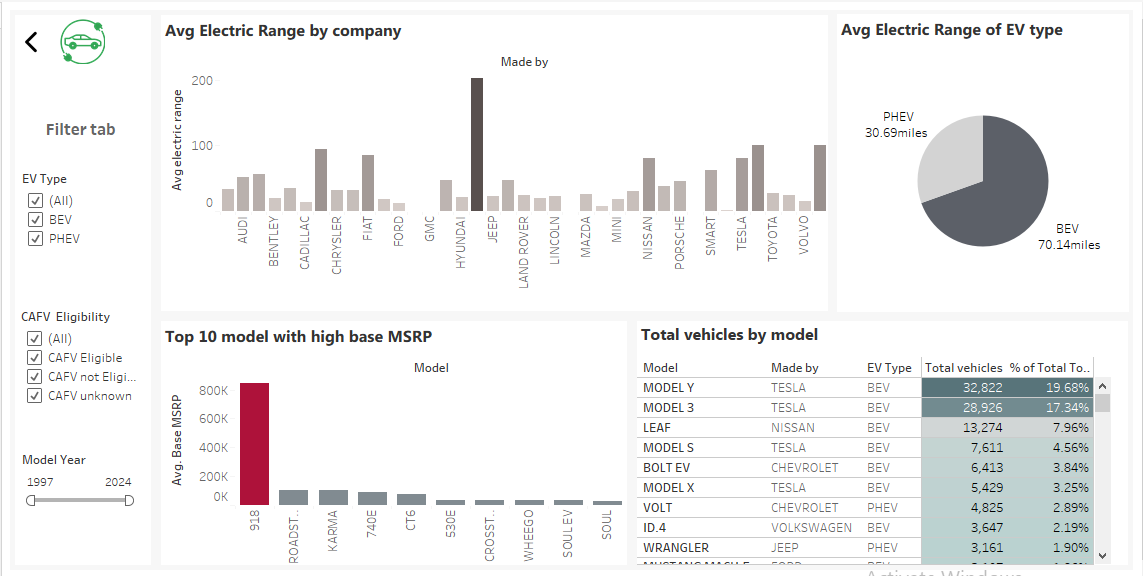 Filter tab
EV Type
(All)
BEV
PHEV
CAFV Eligibility
(All)
CAFV Eligible
CAFV not Eligi...
CAFV unknown
Model Year
1997 2024
Avg Electric Range by company
Made by
Avg electric range
200
100
0
AUDI
BENTLEY
CADILLAC
CHRYSLER
FIAT
FORD
GMC
HYUNDAI
JEEP
LAND ROVER
LINCOLN
MAZDA
MINI
NISSAN
PORSCHE
SMART
TESLA
TOYOTA
VOLVO
Avg Electric Range of EV type
PHEV
30.69miles
BEV
70.14miles
Top 10 model with high base MSRP
Model
Avg. Base MSRP
800K
600K
400K
200K
0K
918
ROADST..
KARMA
740E
CT6
530E
CROSST..
WHEEGO
SOUL EV
SOUL
Total vehicles by model
Model Made by EV Type Total vehicles % of Total To..
MODEL Y TESLA BEV 32,822 19.68%
MODEL 3 TESLA BEV 28,926 17.34%
LEAF NISSAN BEV 13,274 7.96%
MODEL S TESLA BEV 7,611 4.56%
BOLT EV CHEVROLET BEV 6,413 3.84%
MODEL X TESLA BEV 5,429 3.25%
VOLT CHEVROLET PHEV 4,825 2.89%
ID.4 VOLKSWAGEN BEV 3,647 2.19%
WRANGLER JEEP PHEV 3,161 1.90%
Activate Windows